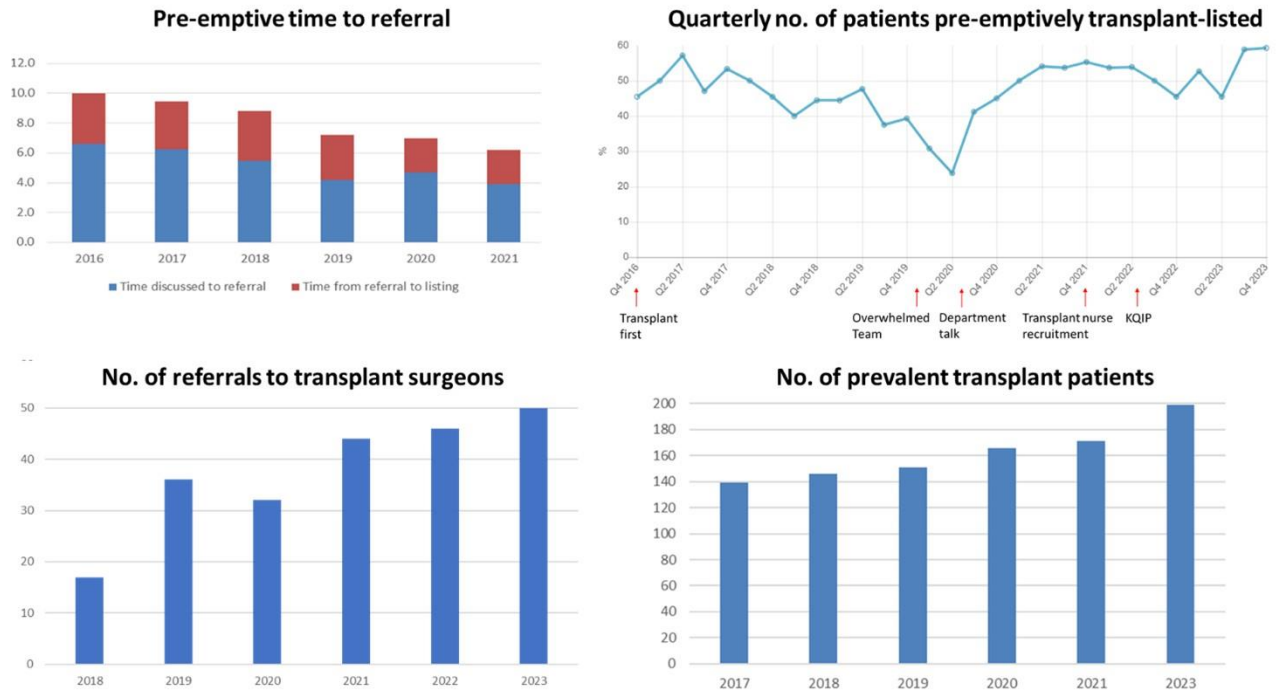 Pre-emptive time to referral
12.0
10.0
8.0
6.0
4.0
2.0
0.0
2016 2017 2018 2019 2020 2021
Time discussed to referral Time from referral to listing
Quarterly no. of patients pre-emptively transplant-listed
60
50
40
30
20
10
0
%
Q4 2016 Q2 2017 Q4 2017 Q2 2018 Q4 2018 Q2 2019 Q4 2019 Q2 2020 Q4 2020 Q2 2021 Q4 2021 Q2 2022 Q4 2022 Q2 2023 Q4 2023
Transplant
first
Overwhelmed
Team
Department
talk
Transplant nurse
recruitment
KQIP
No. of referrals to transplant surgeons
50
40
30
20
10
0
2018 2019 2020 2021 2022 2023
No. of prevalent transplant patients
200
180
160
140
120
100
80
60
40
20
0
2017 2018 2019 2020 2021 2023